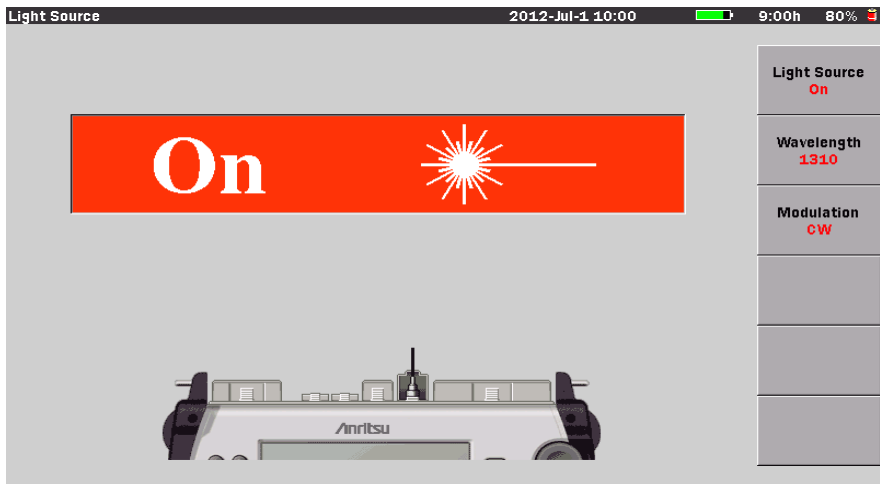 Light Source
2012-Jul-1 10:00
9:00h
80%
On
Light Source
On
Wavelength
1310
Modulation
CW
Anritsu